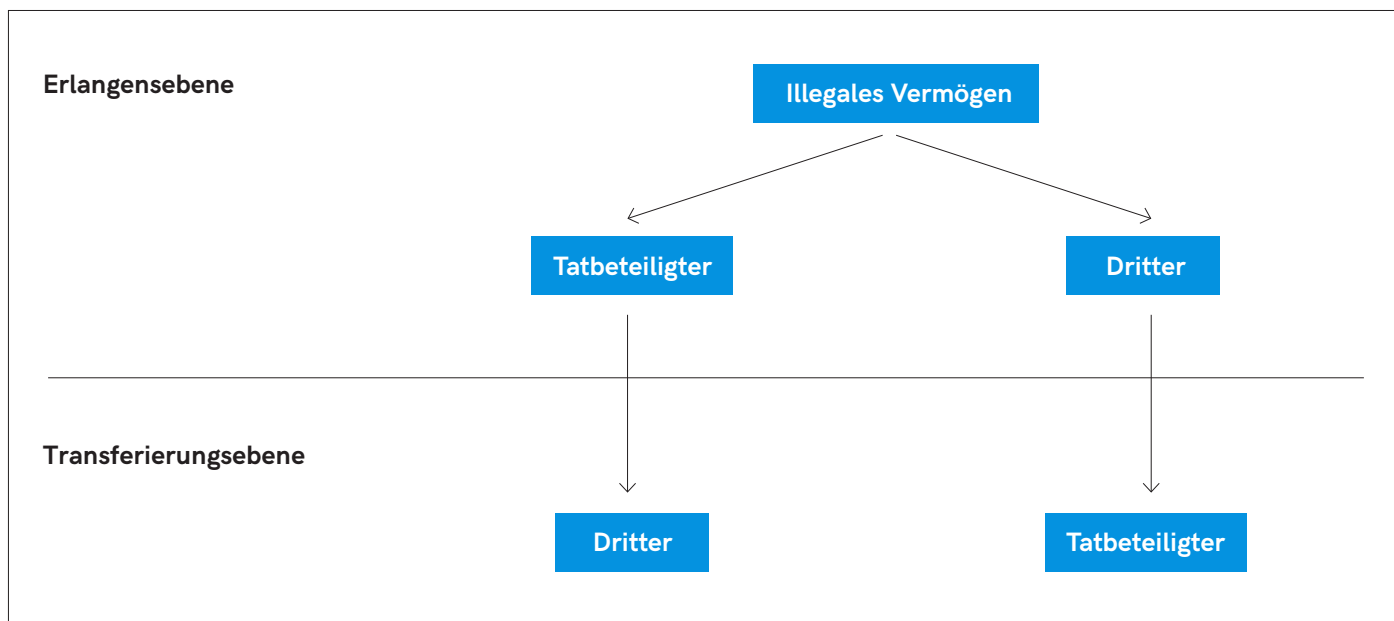 Erlangensebene
Illegales Vermögen
Tatbeteiligter
Dritter
Transferierungsebene
Dritter
Tatbeteiligter